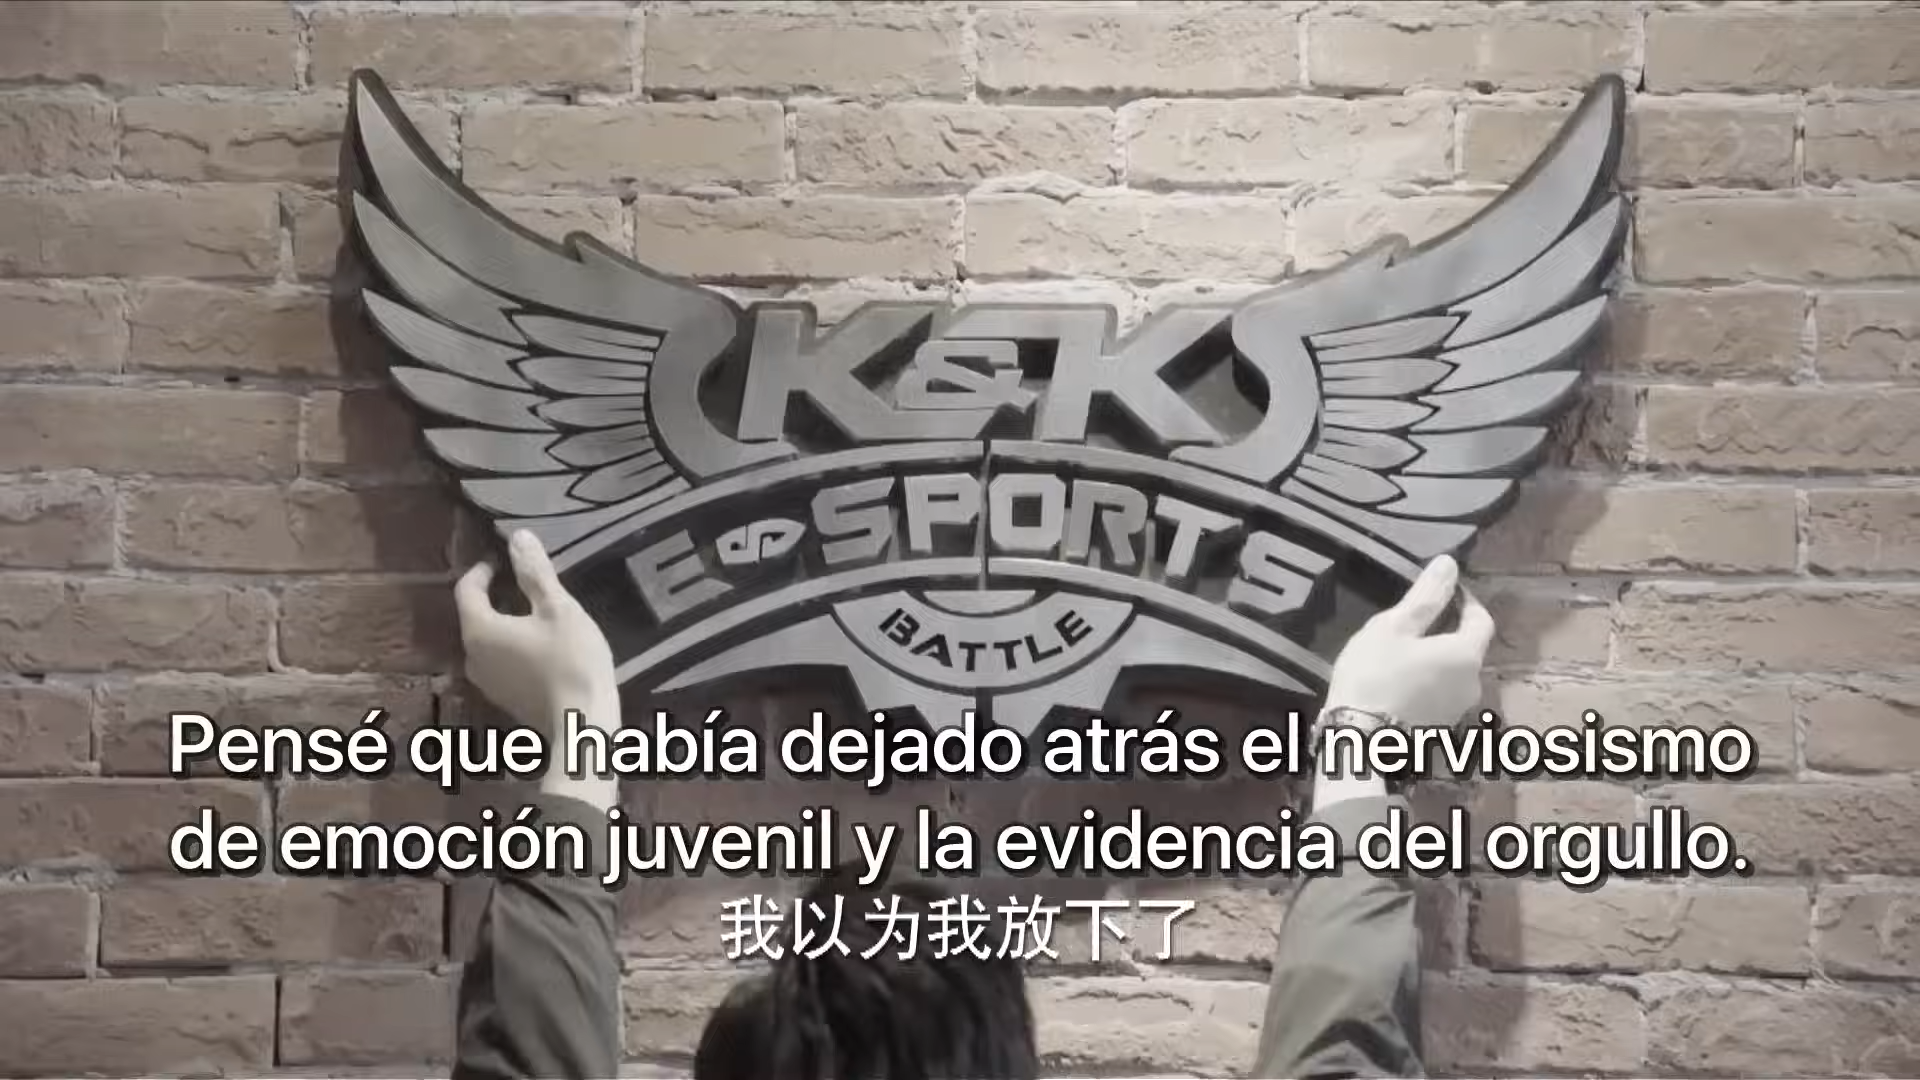 K&K
E-SPORTS
BATTLE
Pensé que había dejado atrás el nerviosismo
de emoción juvenil y la evidencia del orgullo.
我以为我放下了